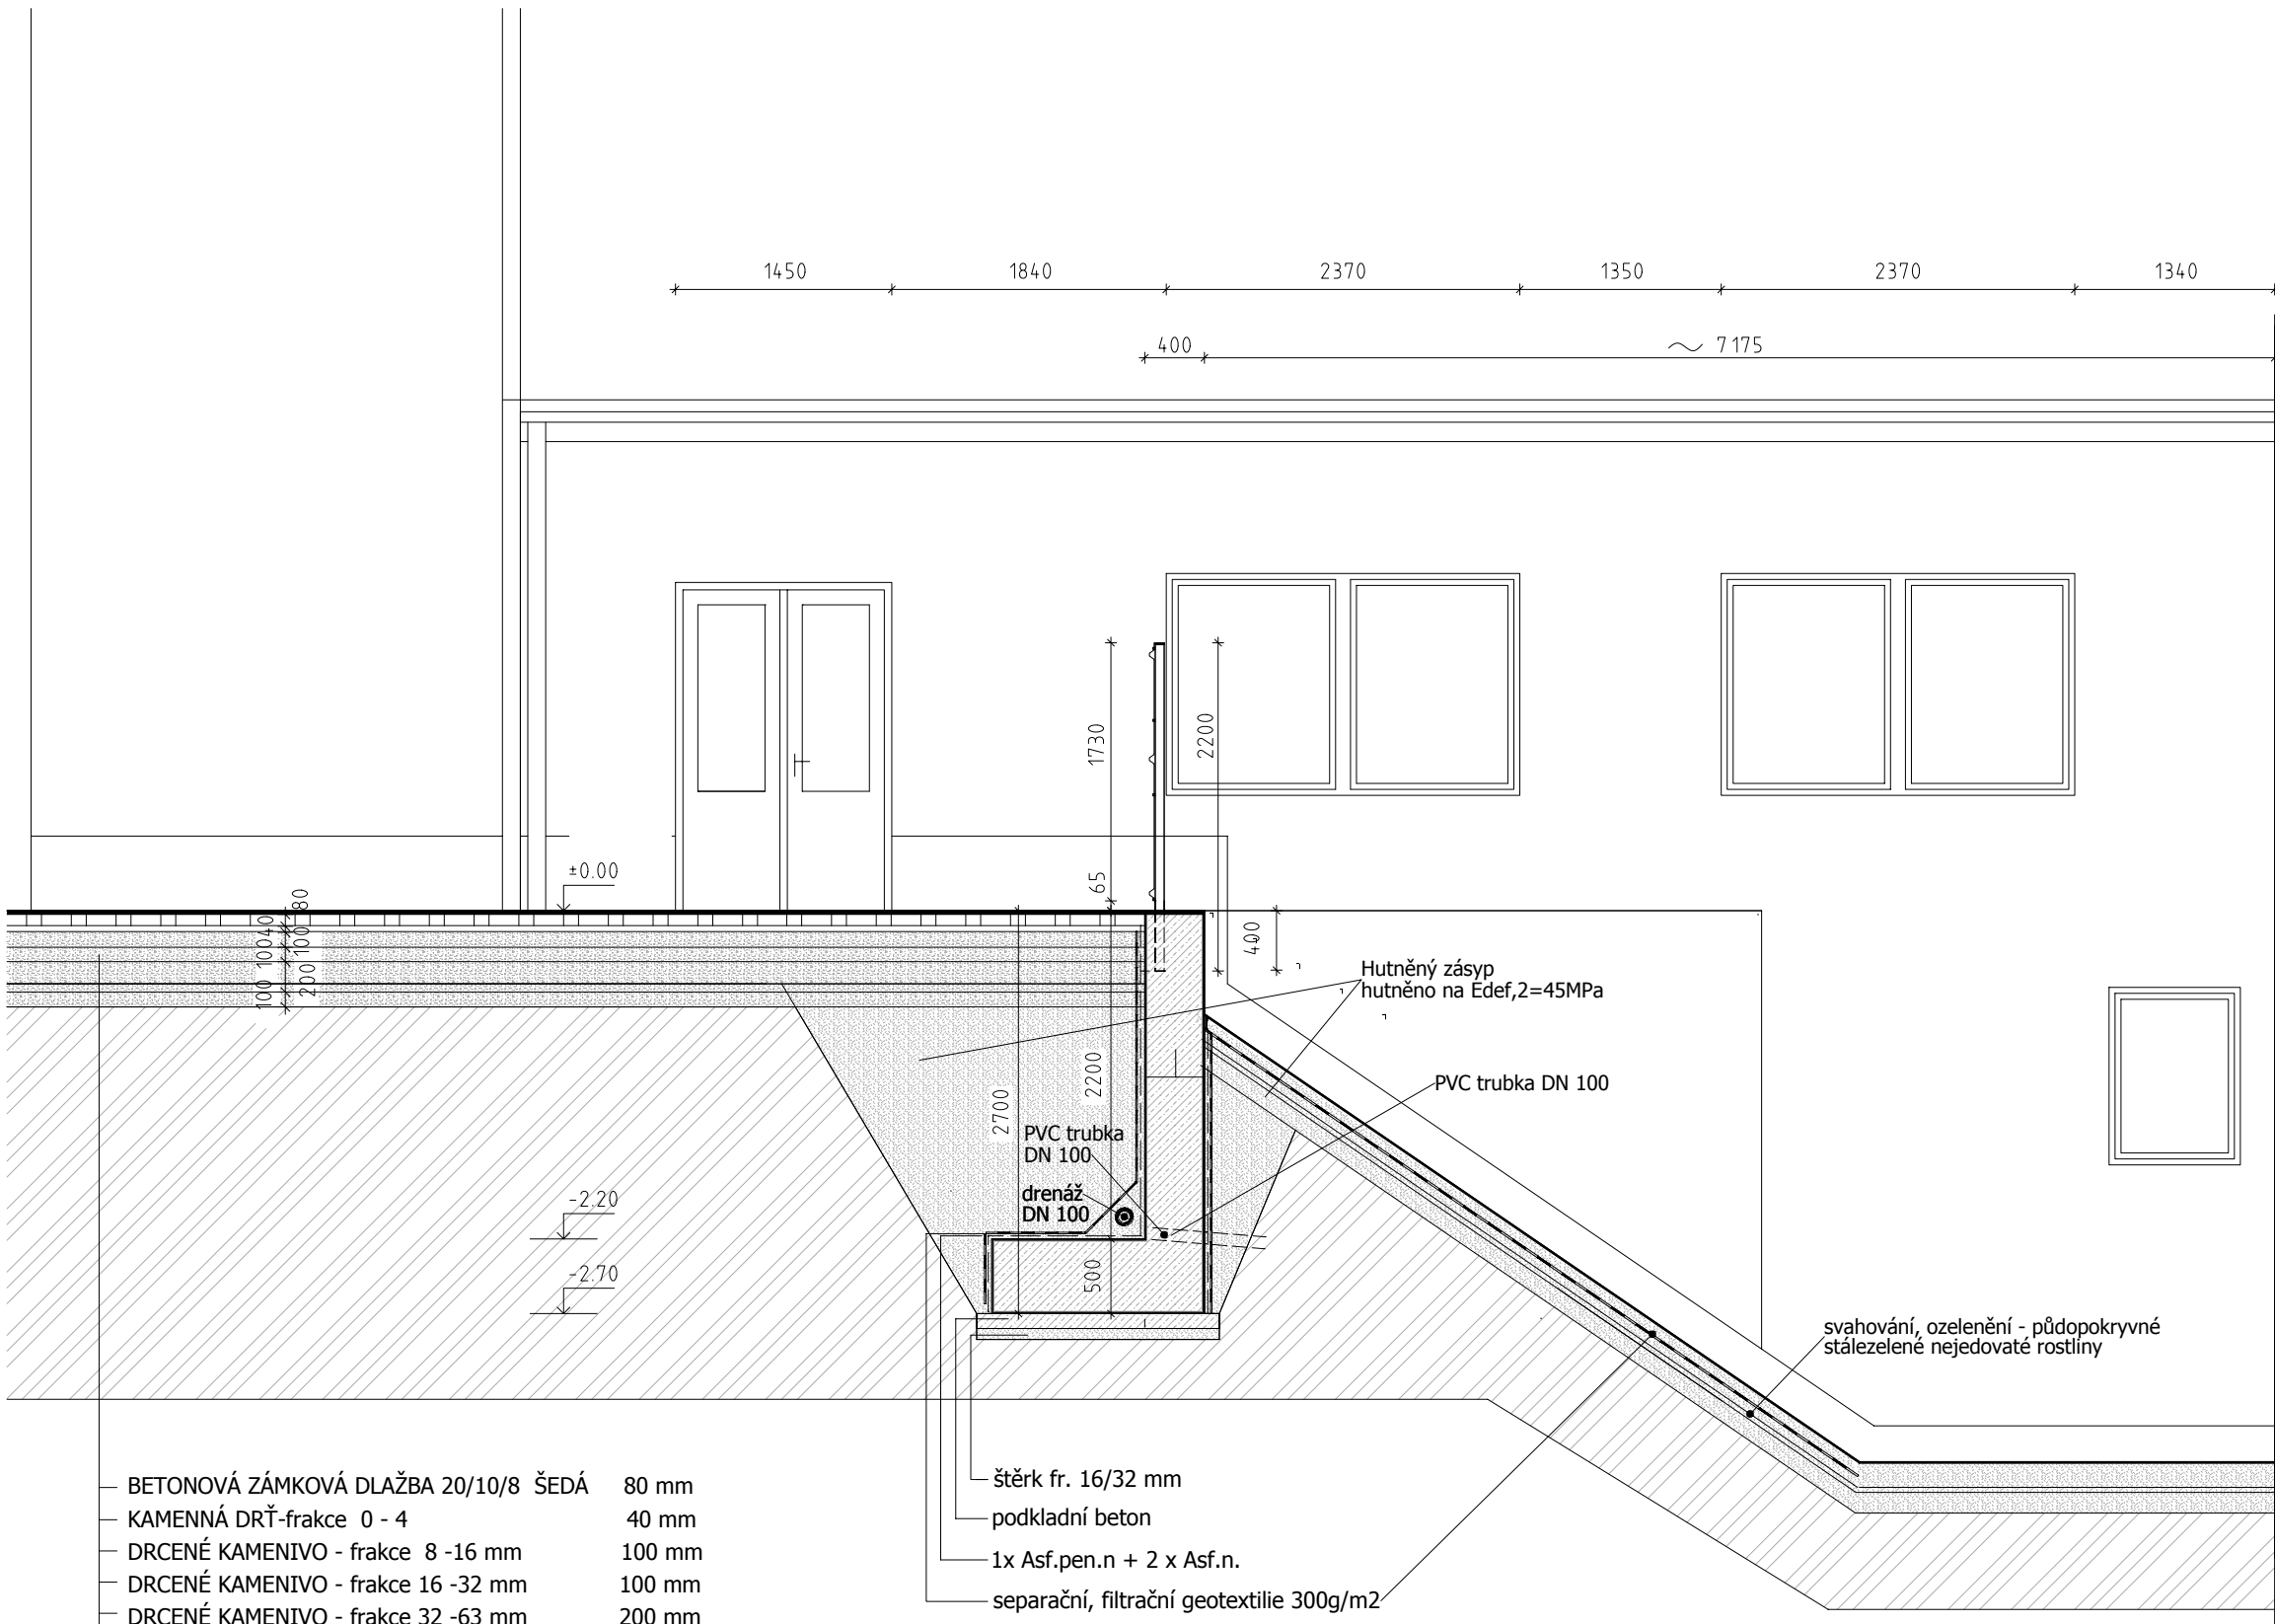 1450 1840 2370 1350 2370 1340
400 ~ 7175
1730
2200
65
±0.00
80
40
100
100
200
100
400
Hutněný zásyp
hutněno na Edef,2=45MPa
PVC trubka DN 100
2700
2200
PVC trubka
DN 100
drenáž
DN 100
-2.20
-2.70
500
svahování, ozelenění - půdopokryvné
stálezelené nejedovaté rostliny
BETONOVÁ ZÁMKOVÁ DLAŽBA 20/10/8 ŠEDÁ 80 mm
KAMENNÁ DRŤ-frakce 0 - 4 40 mm
DRCENÉ KAMENIVO - frakce 8 -16 mm 100 mm
DRCENÉ KAMENIVO - frakce 16 -32 mm 100 mm
DRCENÉ KAMENIVO - frakce 32 -63 mm 200 mm
štěrk fr. 16/32 mm
podkladní beton
1x Asf.pen.n + 2 x Asf.n.
separační, filtrační geotextilie 300g/m2